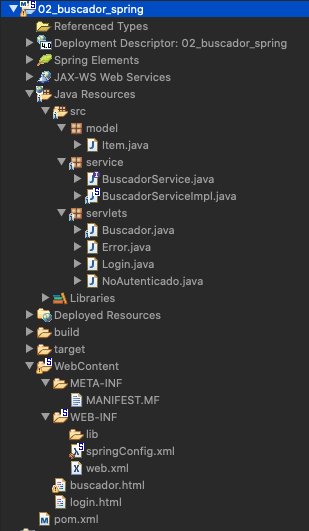 02_buscador_spring
Referenced Types
Deployment Descriptor: 02_buscador_spring
Spring Elements
JAX-WS Web Services
Java Resources
src
model
Item.java
service
BuscadorService.java
BuscadorServiceImpl.java
servlets
Buscador.java
Error.java
Login.java
NoAutenticado.java
Libraries
Deployed Resources
build
target
WebContent
META-INF
MANIFEST.MF
WEB-INF
lib
springConfig.xml
web.xml
buscador.html
login.html
pom.xml